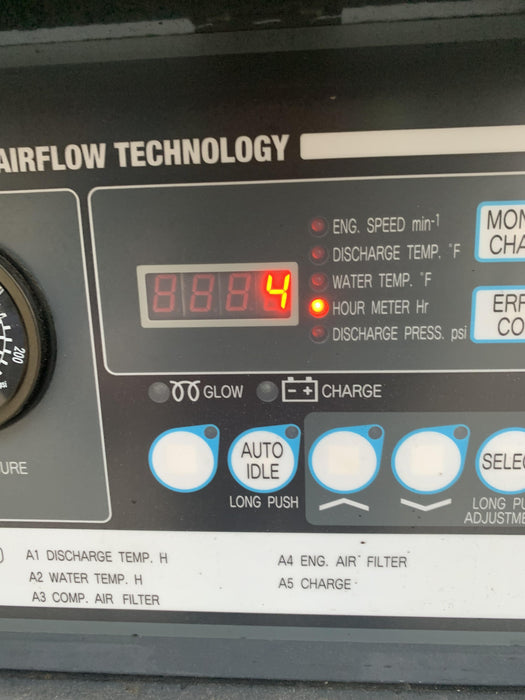 AIRFLOW TECHNOLOGY
ENG. SPEED min-1
DISCHARGE TEMP. °F
WATER TEMP. °F
HOUR METER Hr
DISCHARGE PRESS. psi
4
200
GLOW
CHARGE
AUTO
IDLE
LONG PUSH
A1 DISCHARGE TEMP. H
A2 WATER TEMP. H
A3 COMP. AIR FILTER
A4 ENG. AIR FILTER
A5 CHARGE